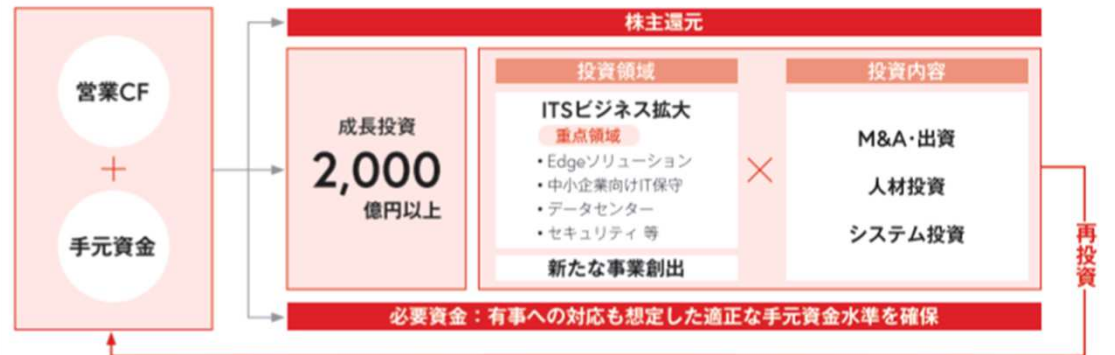 株主還元
営業CF
+
手元資金
成長投資
2,000
億円以上
投資領域
ITSビジネス拡大
重点領域
・Edgeソリューション
・中小企業向けIT保守
・データセンター
・セキュリティ 等
新たな事業創出
×
投資内容
M&A・出資
人材投資
システム投資
再投資
必要資金：有事への対応も想定した適正な手元資金水準を確保